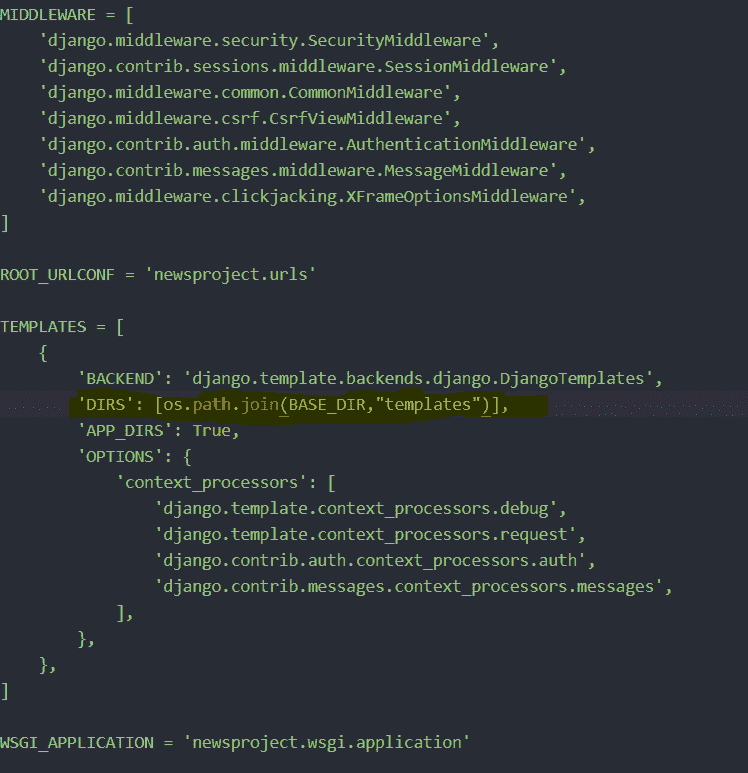 MIDDLEWARE = [
    'django.middleware.security.SecurityMiddleware',
    'django.contrib.sessions.middleware.SessionMiddleware',
    'django.middleware.common.CommonMiddleware',
    'django.middleware.csrf.CsrfViewMiddleware',
    'django.contrib.auth.middleware.AuthenticationMiddleware',
    'django.contrib.messages.middleware.MessageMiddleware',
    'django.middleware.clickjacking.XFrameOptionsMiddleware',
]
ROOT_URLCONF = 'newsproject.urls'
TEMPLATES = [
    {
        'BACKEND': 'django.template.backends.django.DjangoTemplates',
        'DIRS': [os.path.join(BASE_DIR,"templates")],
        'APP_DIRS': True,
        'OPTIONS': {
            'context_processors': [
                'django.template.context_processors.debug',
                'django.template.context_processors.request',
                'django.contrib.auth.context_processors.auth',
                'django.contrib.messages.context_processors.messages',
            ],
        },
    },
]
WSGI_APPLICATION = 'newsproject.wsgi.application'